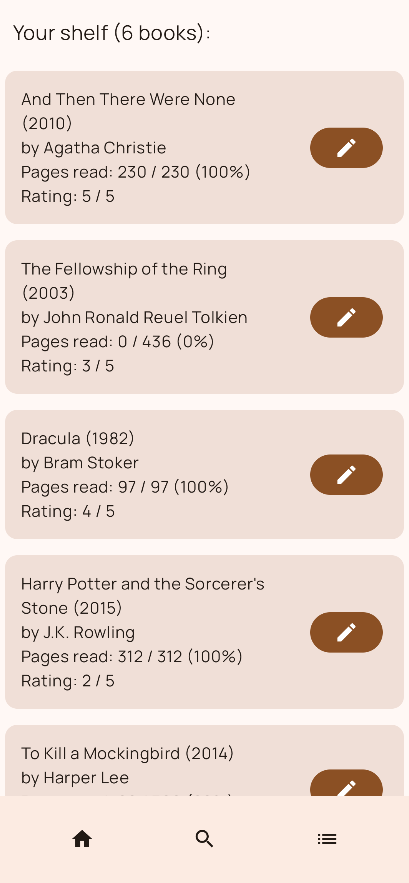 Your shelf (6 books):
And Then There Were None
(2010)
by Agatha Christie
Pages read: 230 / 230 (100%)
Rating: 5 / 5
The Fellowship of the Ring
(2003)
by John Ronald Reuel Tolkien
Pages read: 0 / 436 (0%)
Rating: 3 / 5
Dracula (1982)
by Bram Stoker
Pages read: 97 / 97 (100%)
Rating: 4 / 5
Harry Potter and the Sorcerer's
Stone (2015)
by J.K. Rowling
Pages read: 312 / 312 (100%)
Rating: 2 / 5
To Kill a Mockingbird (2014)
by Harper Lee